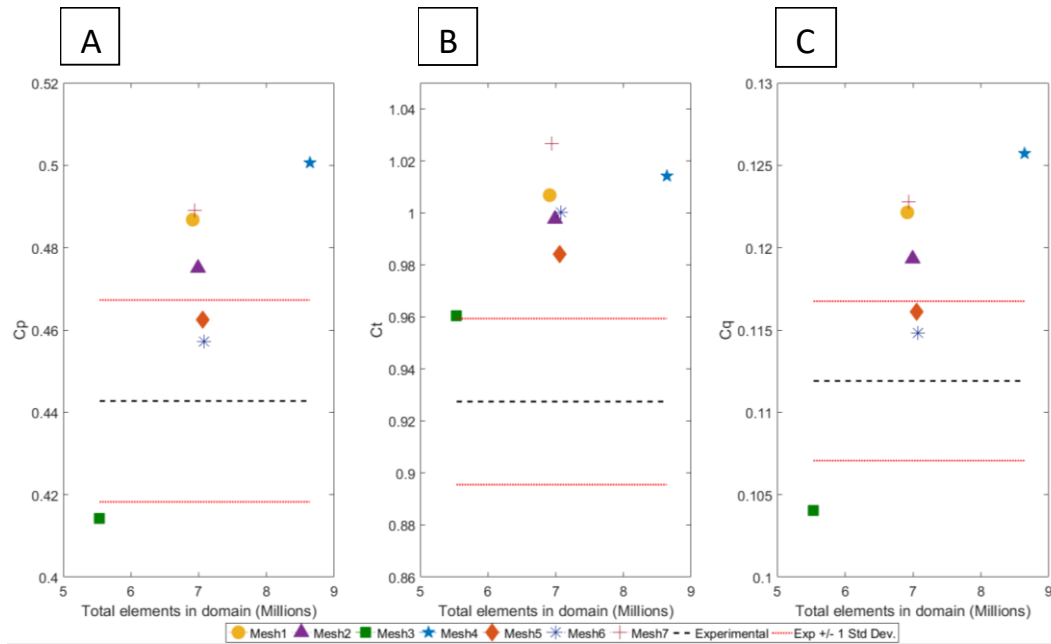 A
B
C
0.52
0.5
0.48
0.46
0.44
0.42
0.4
Cp
5 6 7 8 9
Total elements in domain (Millions)
1.04
1.02
1
0.98
0.96
0.94
0.92
0.9
0.88
0.86
Ct
5 6 7 8 9
Total elements in domain (Millions)
0.13
0.125
0.12
0.115
0.11
0.105
0.1
Cq
5 6 7 8 9
Total elements in domain (Millions)
Mesh1 Mesh2 Mesh3 Mesh4 Mesh5 Mesh6 Mesh7 Experimental Exp +/- 1 Std Dev.